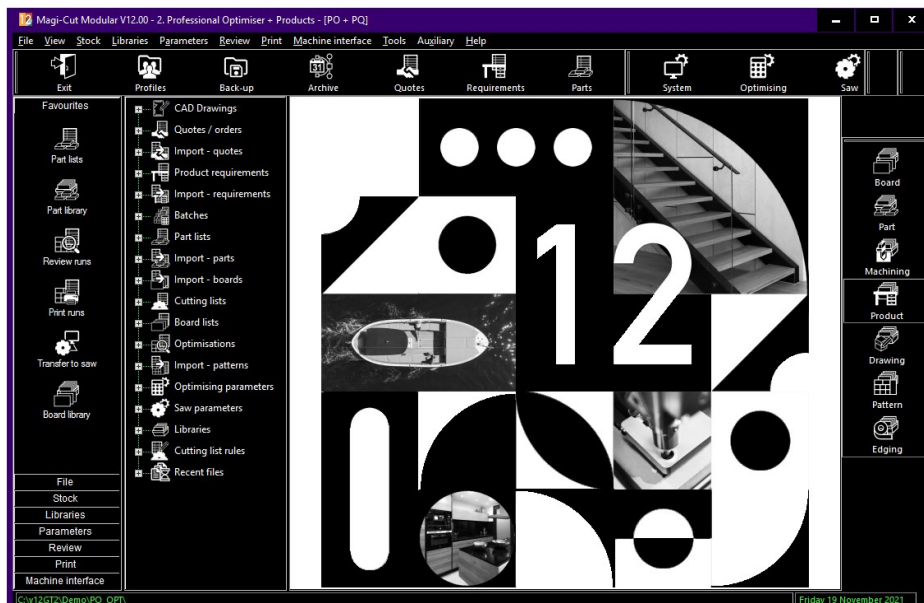 Magi-Cut Modular V12.00 - 2. Professional Optimiser + Products - [PO + PQ]
File View Stock Libraries Parameters Review Print Machine interface Tools Auxiliary Help
Exit Profiles Back-up Archive Quotes Requirements Parts System Optimising Saw
31
Favourites
Part lists
Part library
Review runs
Print runs
Transfer to saw
Board library
File
Stock
Libraries
Parameters
Review
Print
Machine interface
CAD Drawings
Quotes / orders
Import - quotes
Product requirements
Import - requirements
Batches
Part lists
Import - parts
Import - boards
Cutting lists
Board lists
Optimisations
Import - patterns
Optimising parameters
Saw parameters
Libraries
Cutting list rules
Recent files
12
Board
Part
Machining
Product
Drawing
Pattern
Edging
C:\v12GT2\Demo\PO_OPT\
Friday 19 November 2021